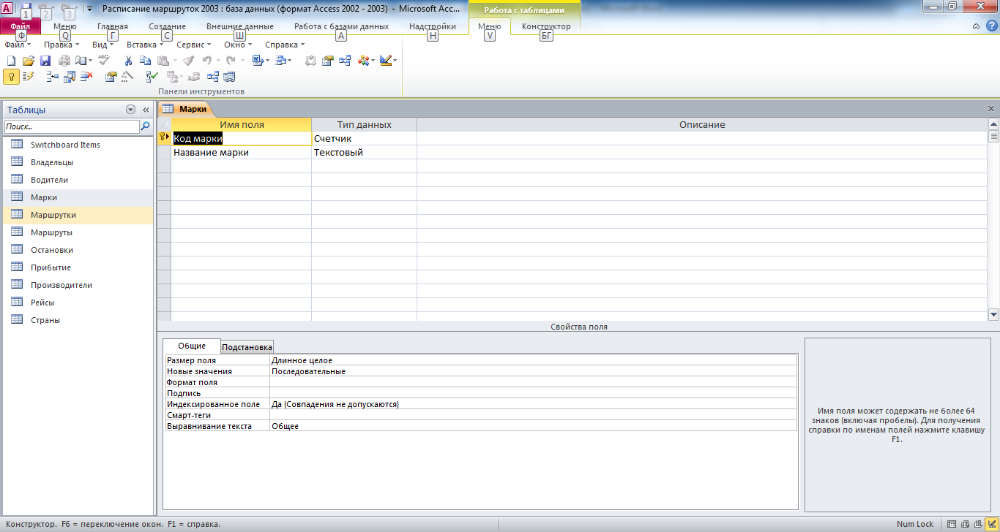 Расписание маршруток 2003 : база данных (формат Access 2002 - 2003) - Microsoft Acc...
Работа с таблицами
1 2 3
Файл Меню Главная Создание Внешние данные Работа с базами данных Надстройки Меню Конструктор
Ф Q Г С Ш А Н V БГ
Файл Правка Вид Вставка Сервис Окно Справка
Панели инструментов
Таблицы
Поиск...
Switchboard Items
Владельцы
Водители
Марки
Маршрутки
Маршруты
Остановки
Прибытие
Производители
Рейсы
Страны
Марки
Имя поля Тип данных Описание
Код марки Счетчик
Название марки Текстовый
Свойства поля
Общие Подстановка
Размер поля Длинное целое
Новые значения Последовательные
Формат поля
Подпись
Индексированное поле Да (Совпадения не допускаются)
Смарт-теги
Выравнивание текста Общее
Имя поля может содержать не более 64
знаков (включая пробелы). Для получения
справки по именам полей нажмите клавишу
F1.
Конструктор. F6 = переключение окон. F1 = справка.
Num Lock